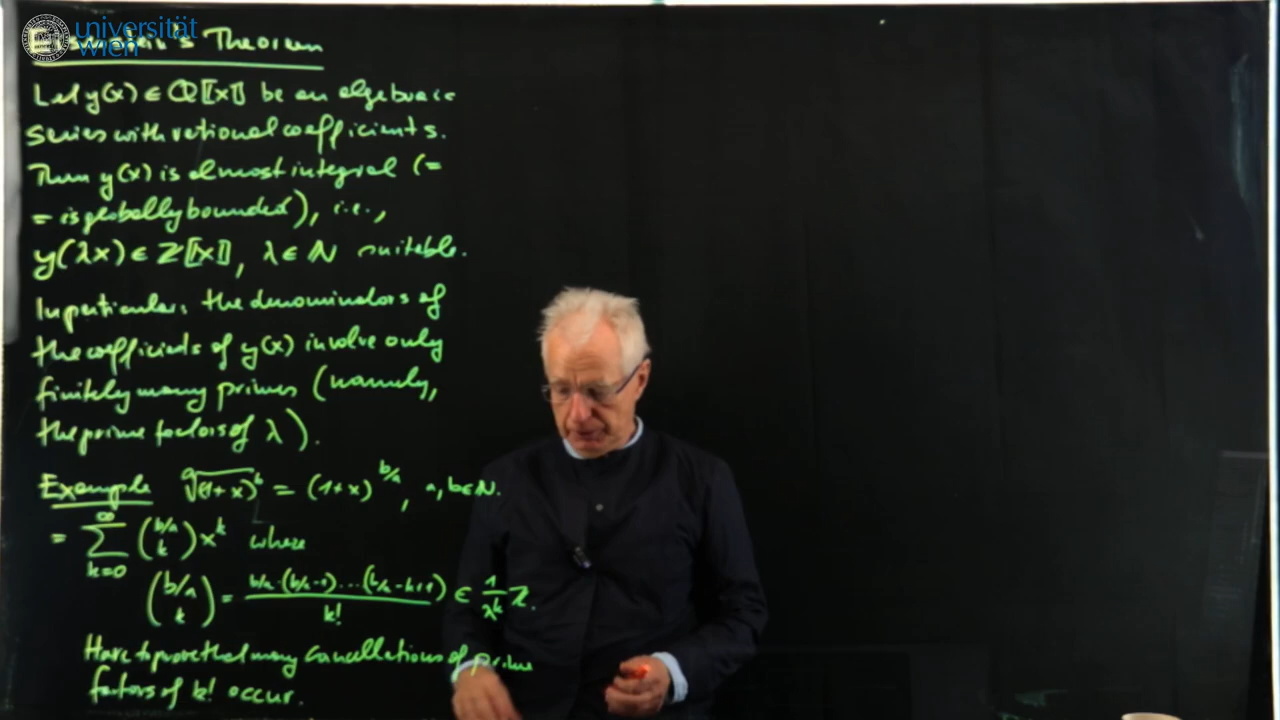 universität
wien
Eisenstein's Theorem
Let y(x) ∈ ℚ⟦x⟧ be an algebraic
series with rational coefficients.
Then y(x) is almost integral (=
= is globally bounded), i.e.,
y(λx) ∈ ℤ⟦x⟧, λ ∈ ℕ suitable.
In particular: the denominators of
the coefficients of y(x) involve only
finitely many primes (namely,
the prime factors of λ).
Example ᵃ√(1+x)ᵇ = (1+x)^{b/a}, a, b ∈ ℕ.
= ∑_{k=0}^{∞} (b/a k) x^k where
(b/a k) = b/a·(b/a-1)...(b/a-k+1) / k! ∈ 1/λ^k ℤ.
Have to prove that many cancellations of prime
factors of k! occur.